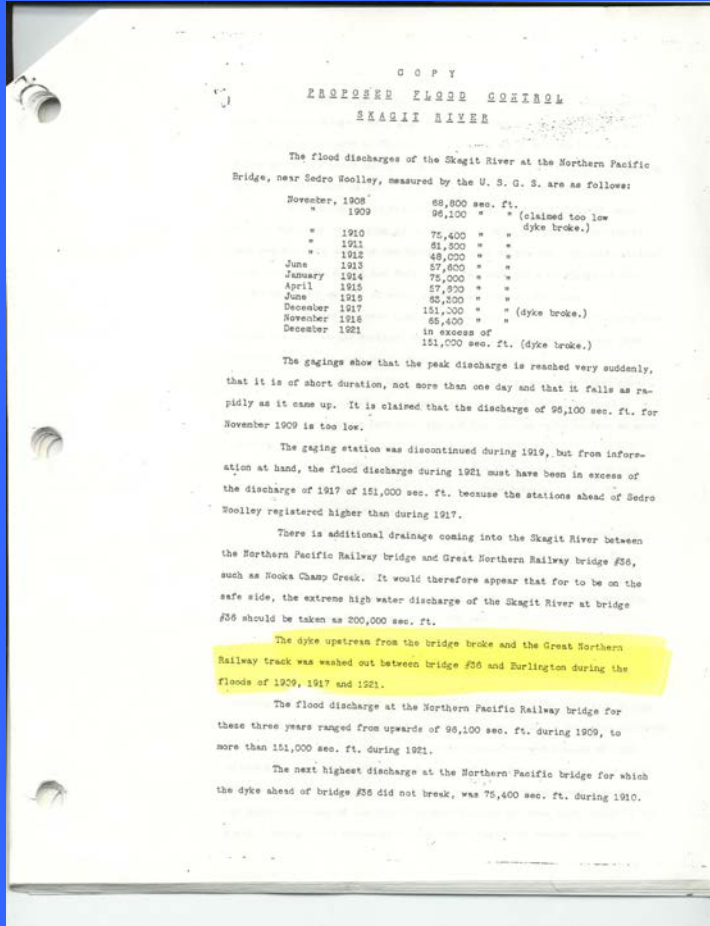 COPY
PROPOSED FLOOD CONTROL
SKAGIT RIVER
The flood discharges of the Skagit River at the Northern Pacific
Bridge, near Sedro Woolley, measured by the U. S. G. S. are as follows:
November, 1908 68,800 sec. ft.
" 1909 96,100 " " (claimed too low
dyke broke.)
" 1910 75,400 " "
" 1911 61,500 " "
" 1912 48,000 " "
June 1913 57,600 " "
January 1914 75,000 " "
April 1915 57,500 " "
June 1916 63,300 " "
December 1917 151,000 " " (dyke broke.)
November 1918 65,400 " "
December 1921 in excess of
151,000 sec. ft. (dyke broke.)
The gagings show that the peak discharge is reached very suddenly,
that it is of short duration, not more than one day and that it falls as ra-
pidly as it came up. It is claimed that the discharge of 96,100 sec. ft. for
November 1909 is too low.
The gaging station was discontinued during 1919, but from inform-
ation at hand, the flood discharge during 1921 must have been in excess of
the discharge of 1917 of 151,000 sec. ft. because the stations ahead of Sedro
Woolley registered higher than during 1917.
There is additional drainage coming into the Skagit River between
the Northern Pacific Railway bridge and Great Northern Railway bridge #36,
such as Nooka Champ Creek. It would therefore appear that for to be on the
safe side, the extreme high water discharge of the Skagit River at bridge
#36 should be taken as 200,000 sec. ft.
The dyke upstream from the bridge broke and the Great Northern
Railway track was washed out between bridge #36 and Burlington during the
floods of 1909, 1917 and 1921.
The flood discharge at the Northern Pacific Railway bridge for
these three years ranged from upwards of 96,100 sec. ft. during 1909, to
more than 151,000 sec. ft. during 1921.
The next highest discharge at the Northern Pacific bridge for which
the dyke ahead of bridge #36 did not break, was 75,400 sec. ft. during 1910.